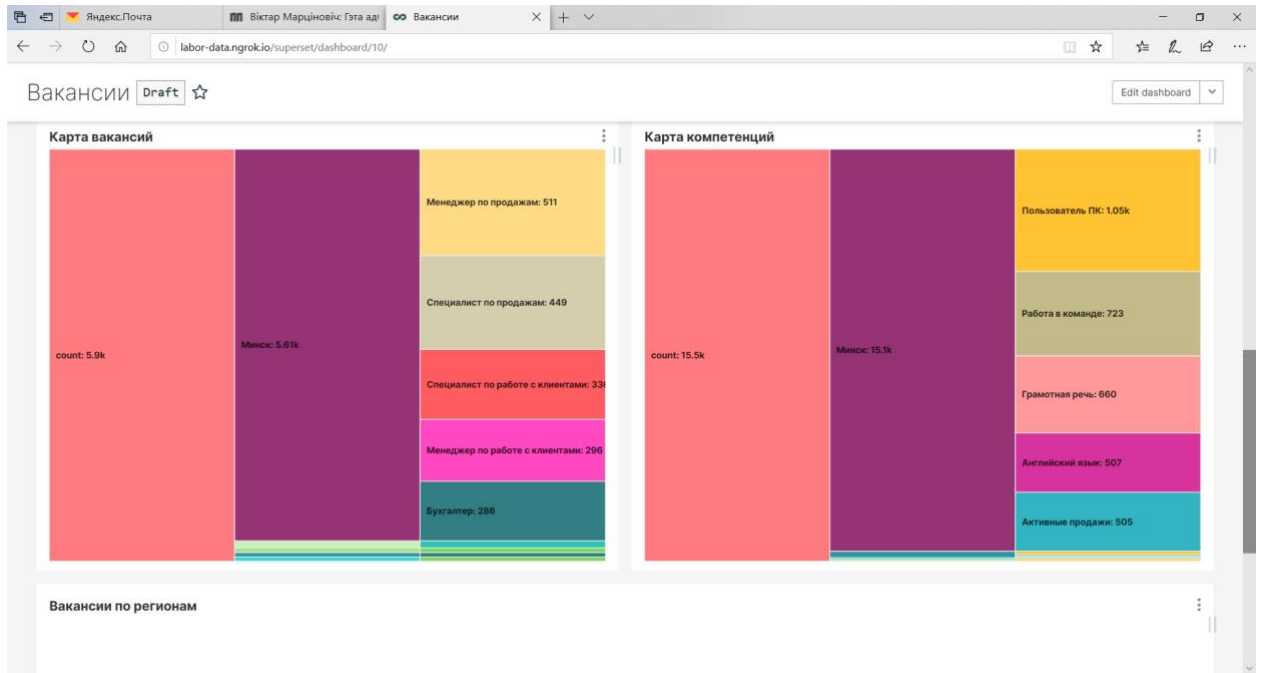 Яндекс.Почта
Віктар Марціновіч: Гэта ад
Вакансии
labor-data.ngrok.io/superset/dashboard/10/
Вакансии Draft
Edit dashboard
Карта вакансий
count: 5.9k
Минск: 5.61k
Менеджер по продажам: 511
Специалист по продажам: 449
Специалист по работе с клиентами: 336
Менеджер по работе с клиентами: 296
Бухгалтер: 286
Карта компетенций
count: 15.5k
Минск: 15.1k
Пользователь ПК: 1.05k
Работа в команде: 723
Грамотная речь: 660
Английский язык: 507
Активные продажи: 505
Вакансии по регионам